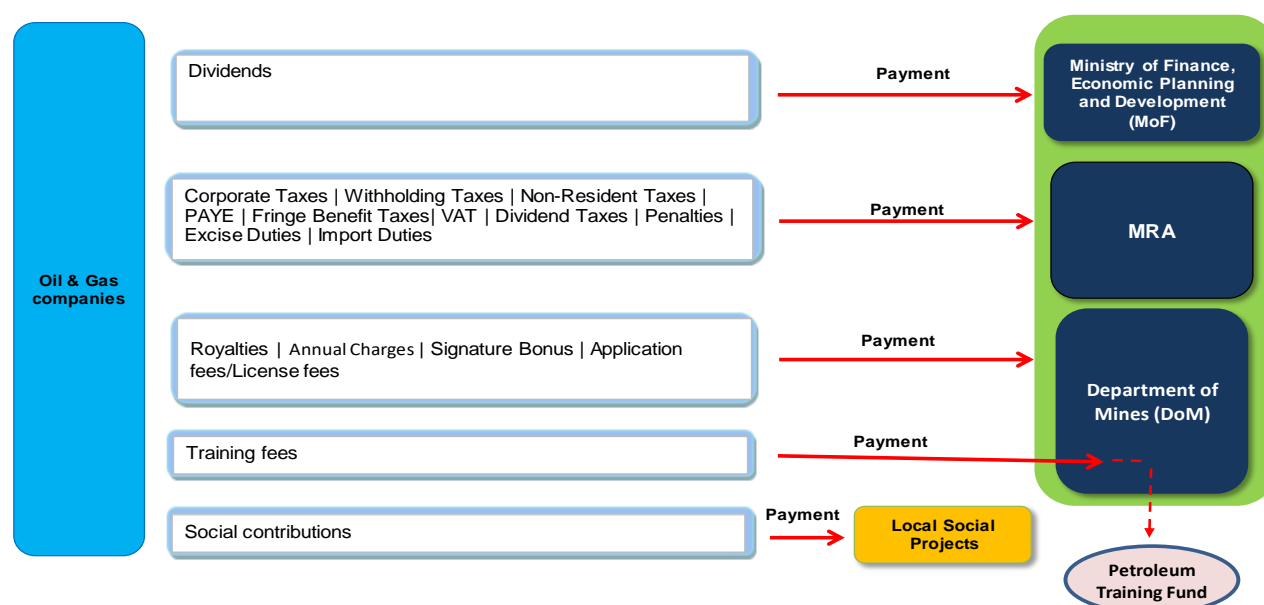 Oil & Gas
companies
Dividends
Payment
Ministry of Finance,
Economic Planning
and Development
(MoF)
Corporate Taxes | Withholding Taxes | Non-Resident Taxes |
PAYE | Fringe Benefit Taxes| VAT | Dividend Taxes | Penalties |
Excise Duties | Import Duties
Payment
MRA
Royalties | Annual Charges | Signature Bonus | Application
fees/License fees
Payment
Department of
Mines (DoM)
Training fees
Payment
Social contributions
Payment
Local Social
Projects
Petroleum
Training Fund